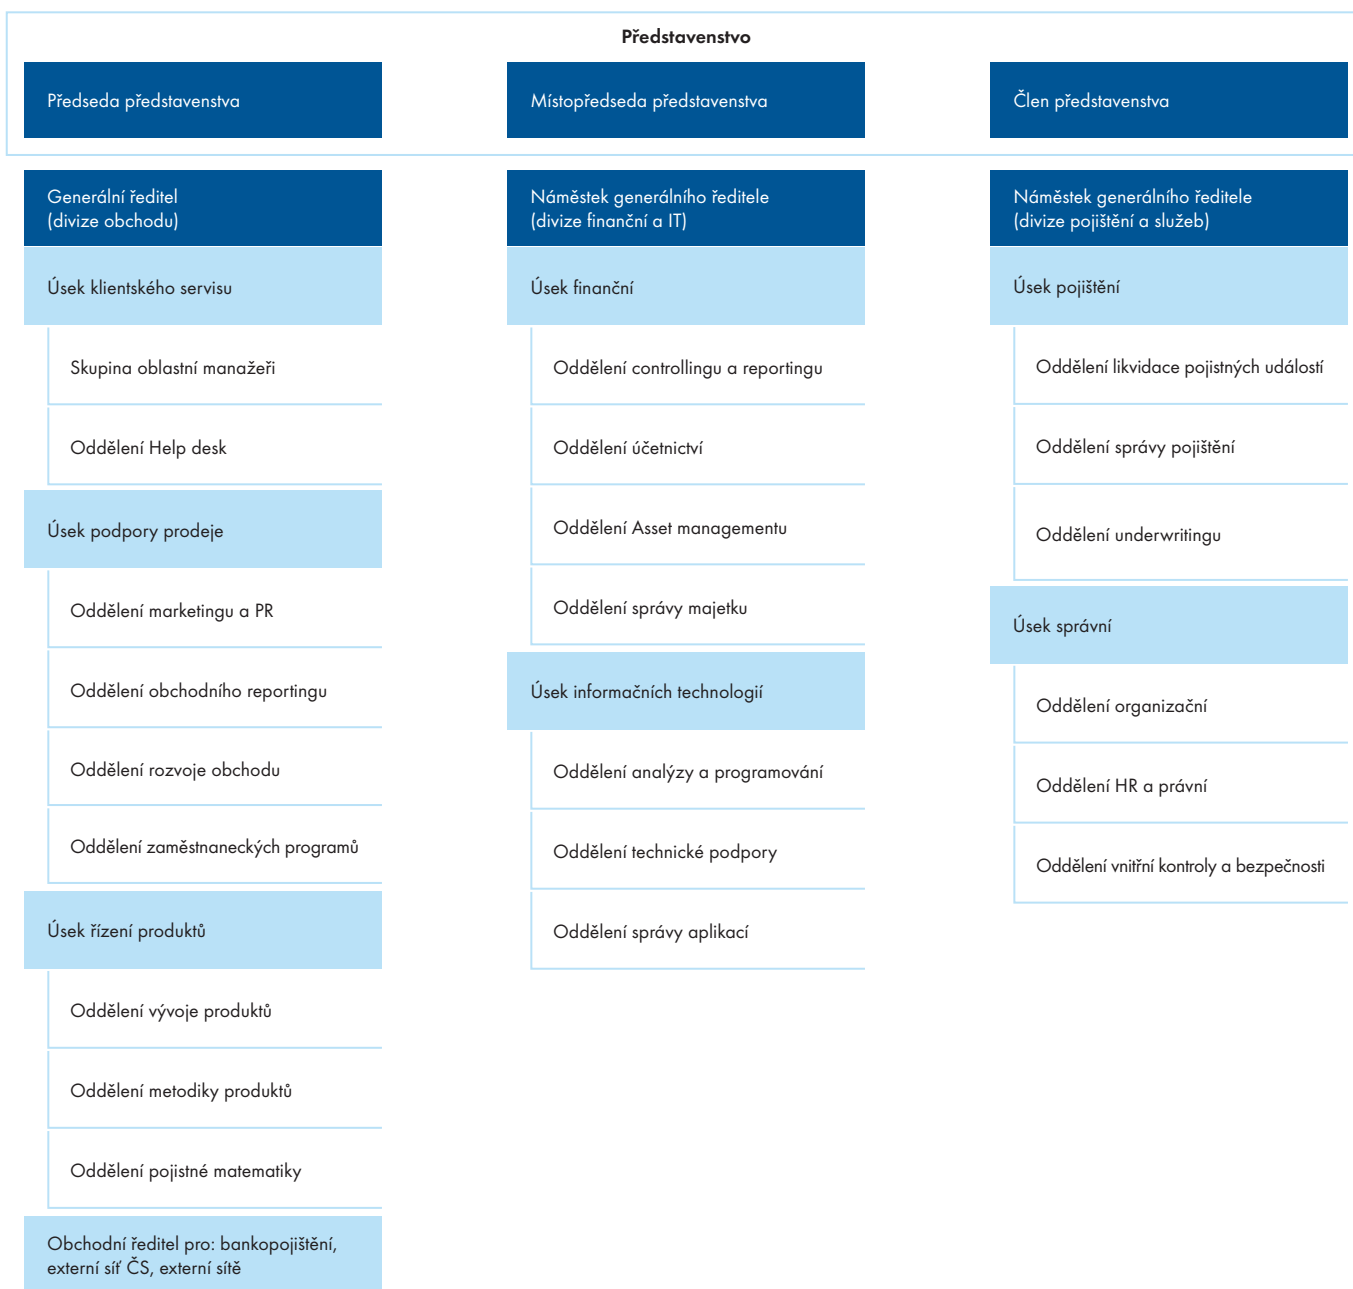 Představenstvo
Předseda představenstva
Místopředseda představenstva
Člen představenstva
Generální ředitel
(divize obchodu)
Úsek klientského servisu
Skupina oblastní manažeři
Oddělení Help desk
Úsek podpory prodeje
Oddělení marketingu a PR
Oddělení obchodního reportingu
Oddělení rozvoje obchodu
Oddělení zaměstnaneckých programů
Úsek řízení produktů
Oddělení vývoje produktů
Oddělení metodiky produktů
Oddělení pojistné matematiky
Obchodní ředitel pro: bankopojištění,
externí síť ČS, externí sítě
Náměstek generálního ředitele
(divize finanční a IT)
Úsek finanční
Oddělení controllingu a reportingu
Oddělení účetnictví
Oddělení Asset managementu
Oddělení správy majetku
Úsek informačních technologií
Oddělení analýzy a programování
Oddělení technické podpory
Oddělení správy aplikací
Náměstek generálního ředitele
(divize pojištění a služeb)
Úsek pojištění
Oddělení likvidace pojistných událostí
Oddělení správy pojištění
Oddělení underwritingu
Úsek správní
Oddělení organizační
Oddělení HR a právní
Oddělení vnitřní kontroly a bezpečnosti